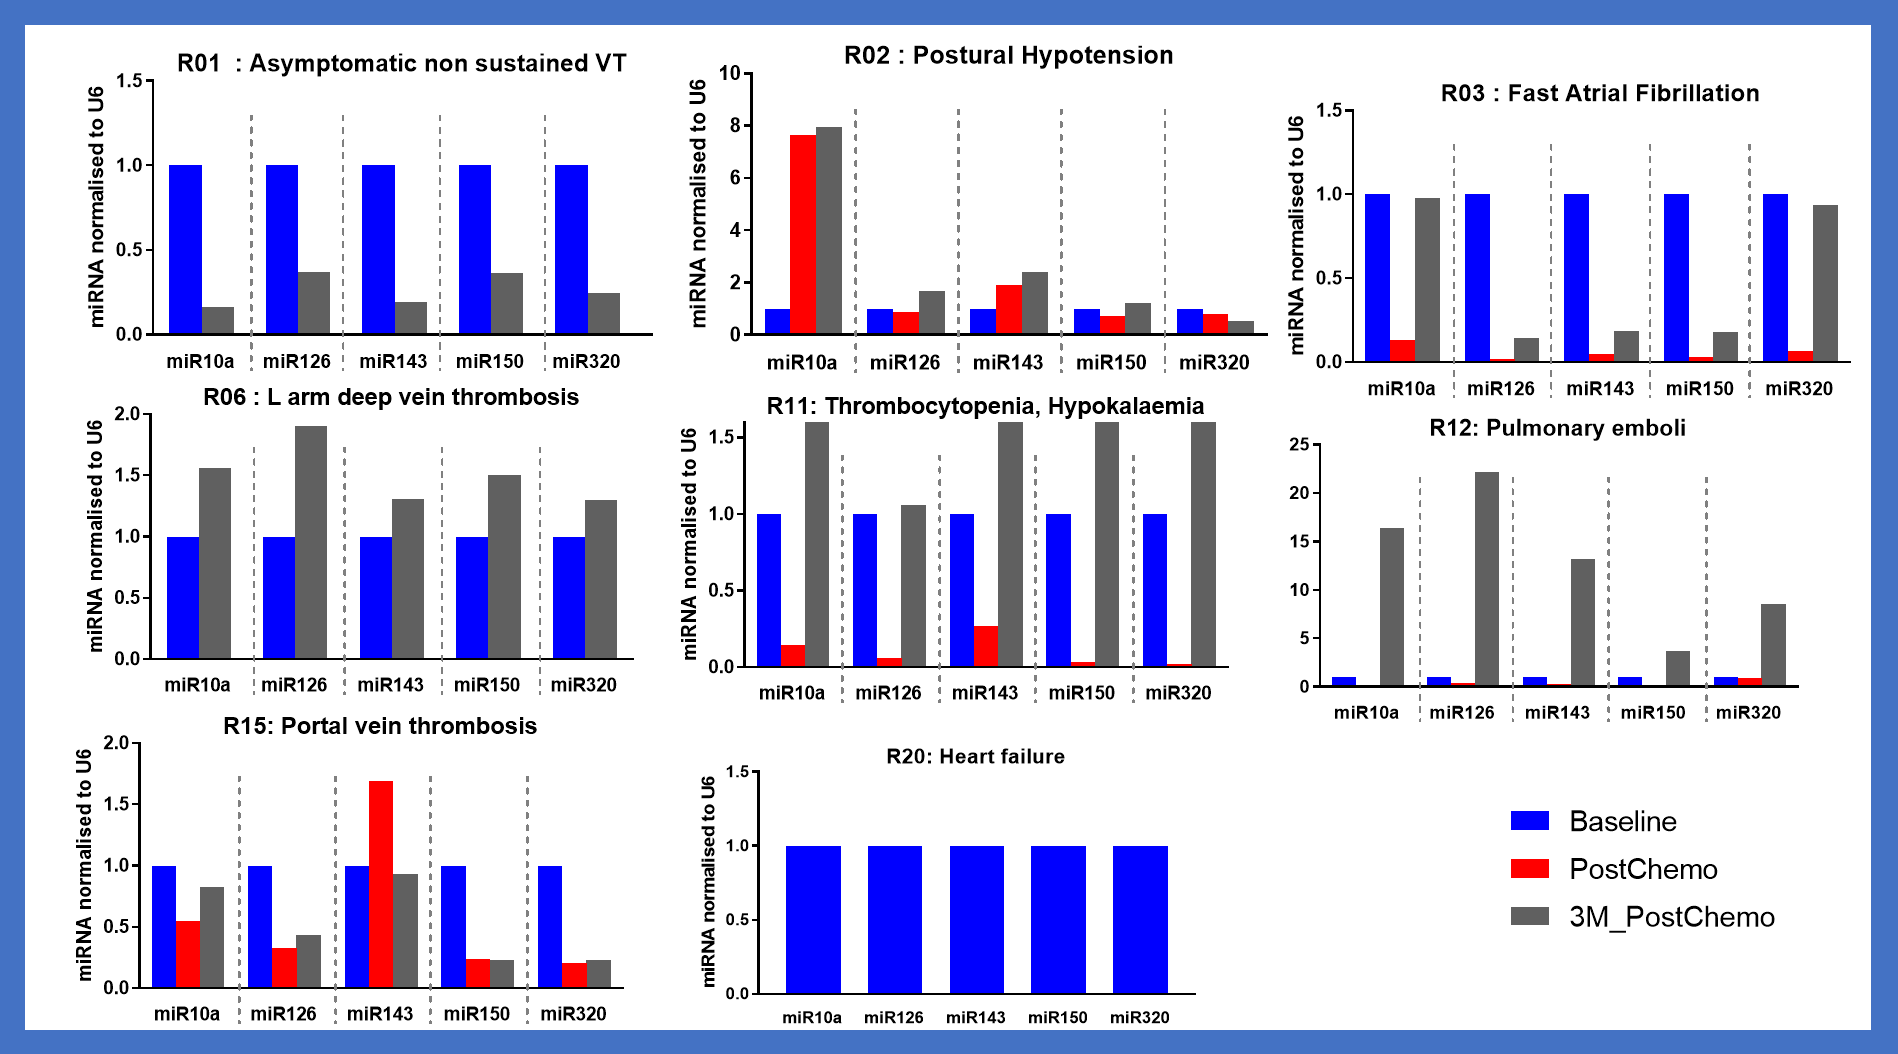 R01 : Asymptomatic non sustained VT
miRNA normalised to U6
1.5
1.0
0.5
0.0
miR10a miR126 miR143 miR150 miR320
R02 : Postural Hypotension
miRNA normalised to U6
10
8
6
4
2
0
miR10a miR126 miR143 miR150 miR320
R03 : Fast Atrial Fibrillation
miRNA normalised to U6
1.5
1.0
0.5
0.0
miR10a miR126 miR143 miR150 miR320
R06 : L arm deep vein thrombosis
miRNA normalised to U6
2.0
1.5
1.0
0.5
0.0
miR10a miR126 miR143 miR150 miR320
R11: Thrombocytopenia, Hypokalaemia
miRNA normalised to U6
1.5
1.0
0.5
0.0
miR10a miR126 miR143 miR150 miR320
R12: Pulmonary emboli
25
20
15
10
5
0
miR10a miR126 miR143 miR150 miR320
R15: Portal vein thrombosis
miRNA normalised to U6
2.0
1.5
1.0
0.5
0.0
miR10a miR126 miR143 miR150 miR320
R20: Heart failure
miRNA normalised to U6
1.5
1.0
0.5
0.0
miR10a miR126 miR143 miR150 miR320
Baseline
PostChemo
3M_PostChemo